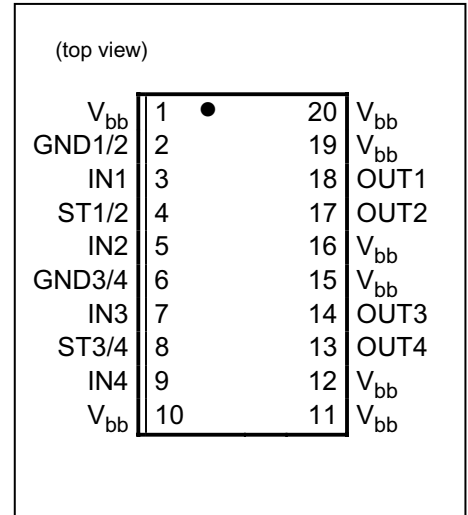 (top view)
Vbb 1 20 Vbb
GND1/2 2 19 Vbb
IN1 3 18 OUT1
ST1/2 4 17 OUT2
IN2 5 16 Vbb
GND3/4 6 15 Vbb
IN3 7 14 OUT3
ST3/4 8 13 OUT4
IN4 9 12 Vbb
Vbb 10 11 Vbb